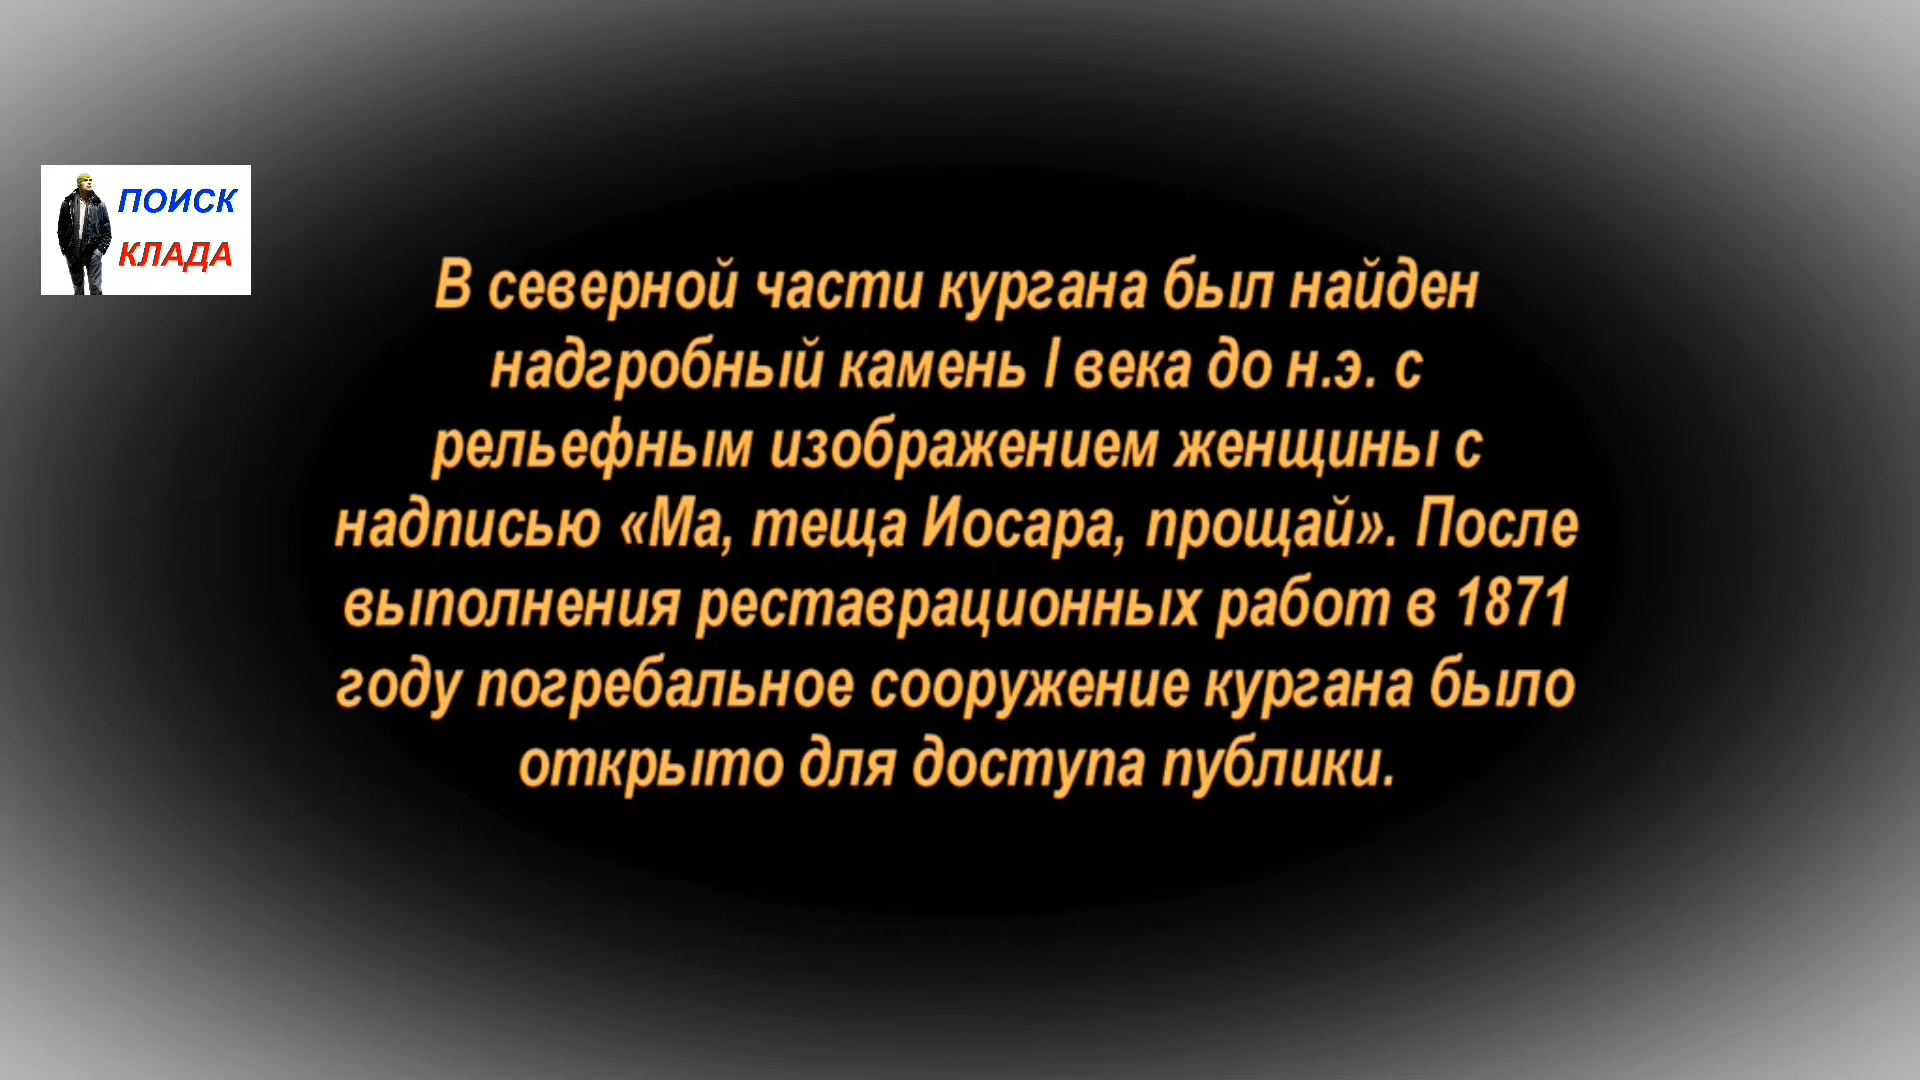 ПОИСК
КЛАДА
В северной части кургана был найден
надгробный камень I века до н.э. с
рельефным изображением женщины с
надписью «Ма, теща Иосара, прощай». После
выполнения реставрационных работ в 1871
году погребальное сооружение кургана было
открыто для доступа публики.